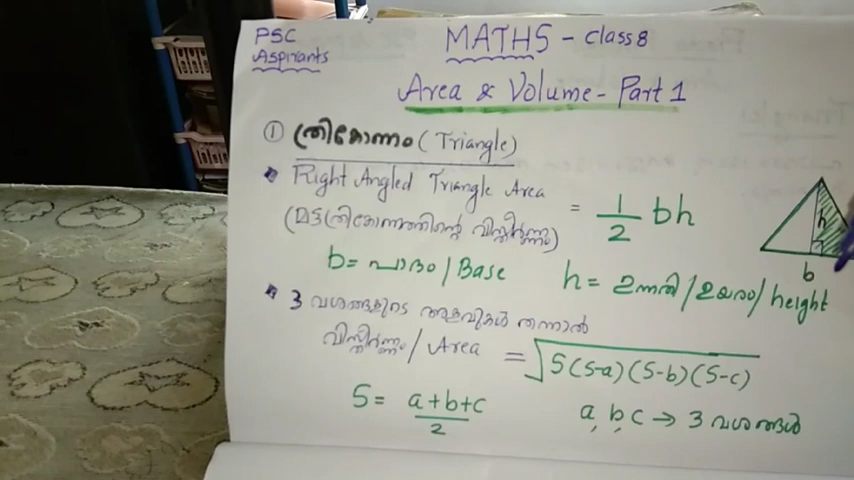 PSC
Aspirants
MATHS - class 8
Area & Volume - Part 1
① ത്രികോണം (Triangle)
Right Angled Triangle Area
(മട്ടത്രികോണത്തിന്റെ വിസ്തീർണ്ണം)
= 1/2 bh
h
b
b = പാദം / Base
h = ഉന്നതി / ഉയരം / height
3 വശങ്ങളുടെ അളവുകൾ തന്നാൽ
വിസ്തീർണ്ണം / Area = √S(S-a)(S-b)(S-c)
S = a+b+c/2
a, b, c → 3 വശങ്ങൾ